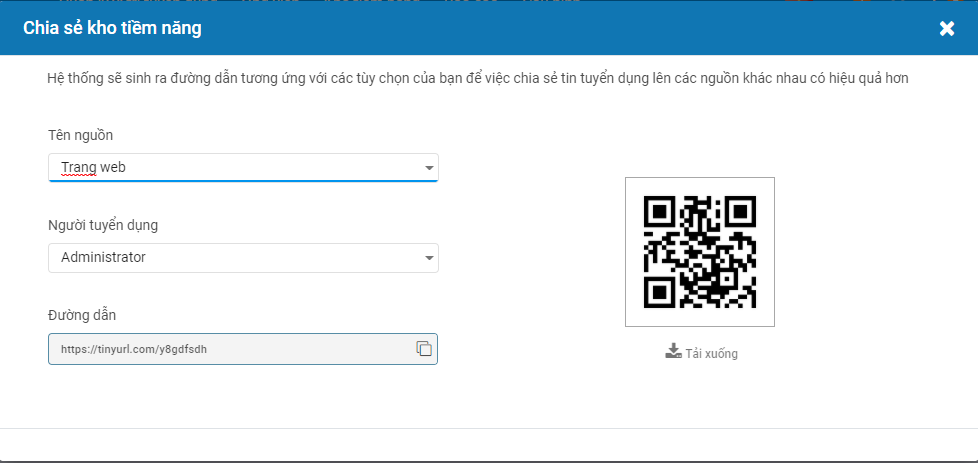 Chia sẻ kho tiềm năng
Hệ thống sẽ sinh ra đường dẫn tương ứng với các tùy chọn của bạn để việc chia sẻ tin tuyển dụng lên các nguồn khác nhau có hiệu quả hơn
Tên nguồn
Trang web
Người tuyển dụng
Administrator
Đường dẫn
https://tinyurl.com/y8gdfsdh
Tải xuống